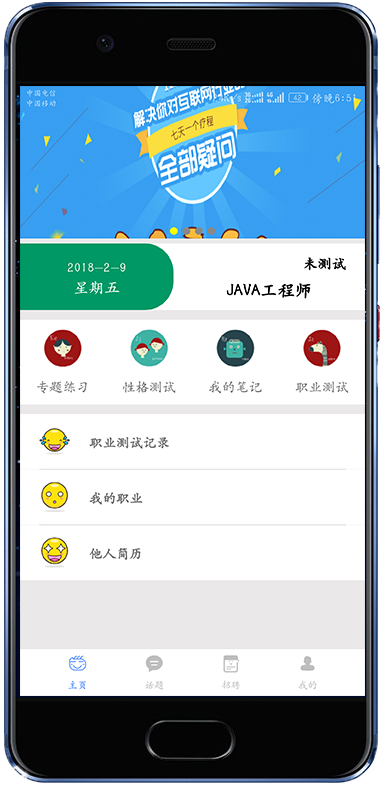 中国电信
中国移动
42
傍晚6:51
解决你对互联网行业的
七天一个疗程
全部疑问
2018-2-9
星期五
未测试
JAVA工程师
专题练习
性格测试
我的笔记
职业测试
职业测试记录
我的职业
他人简历
主页
话题
招聘
我的